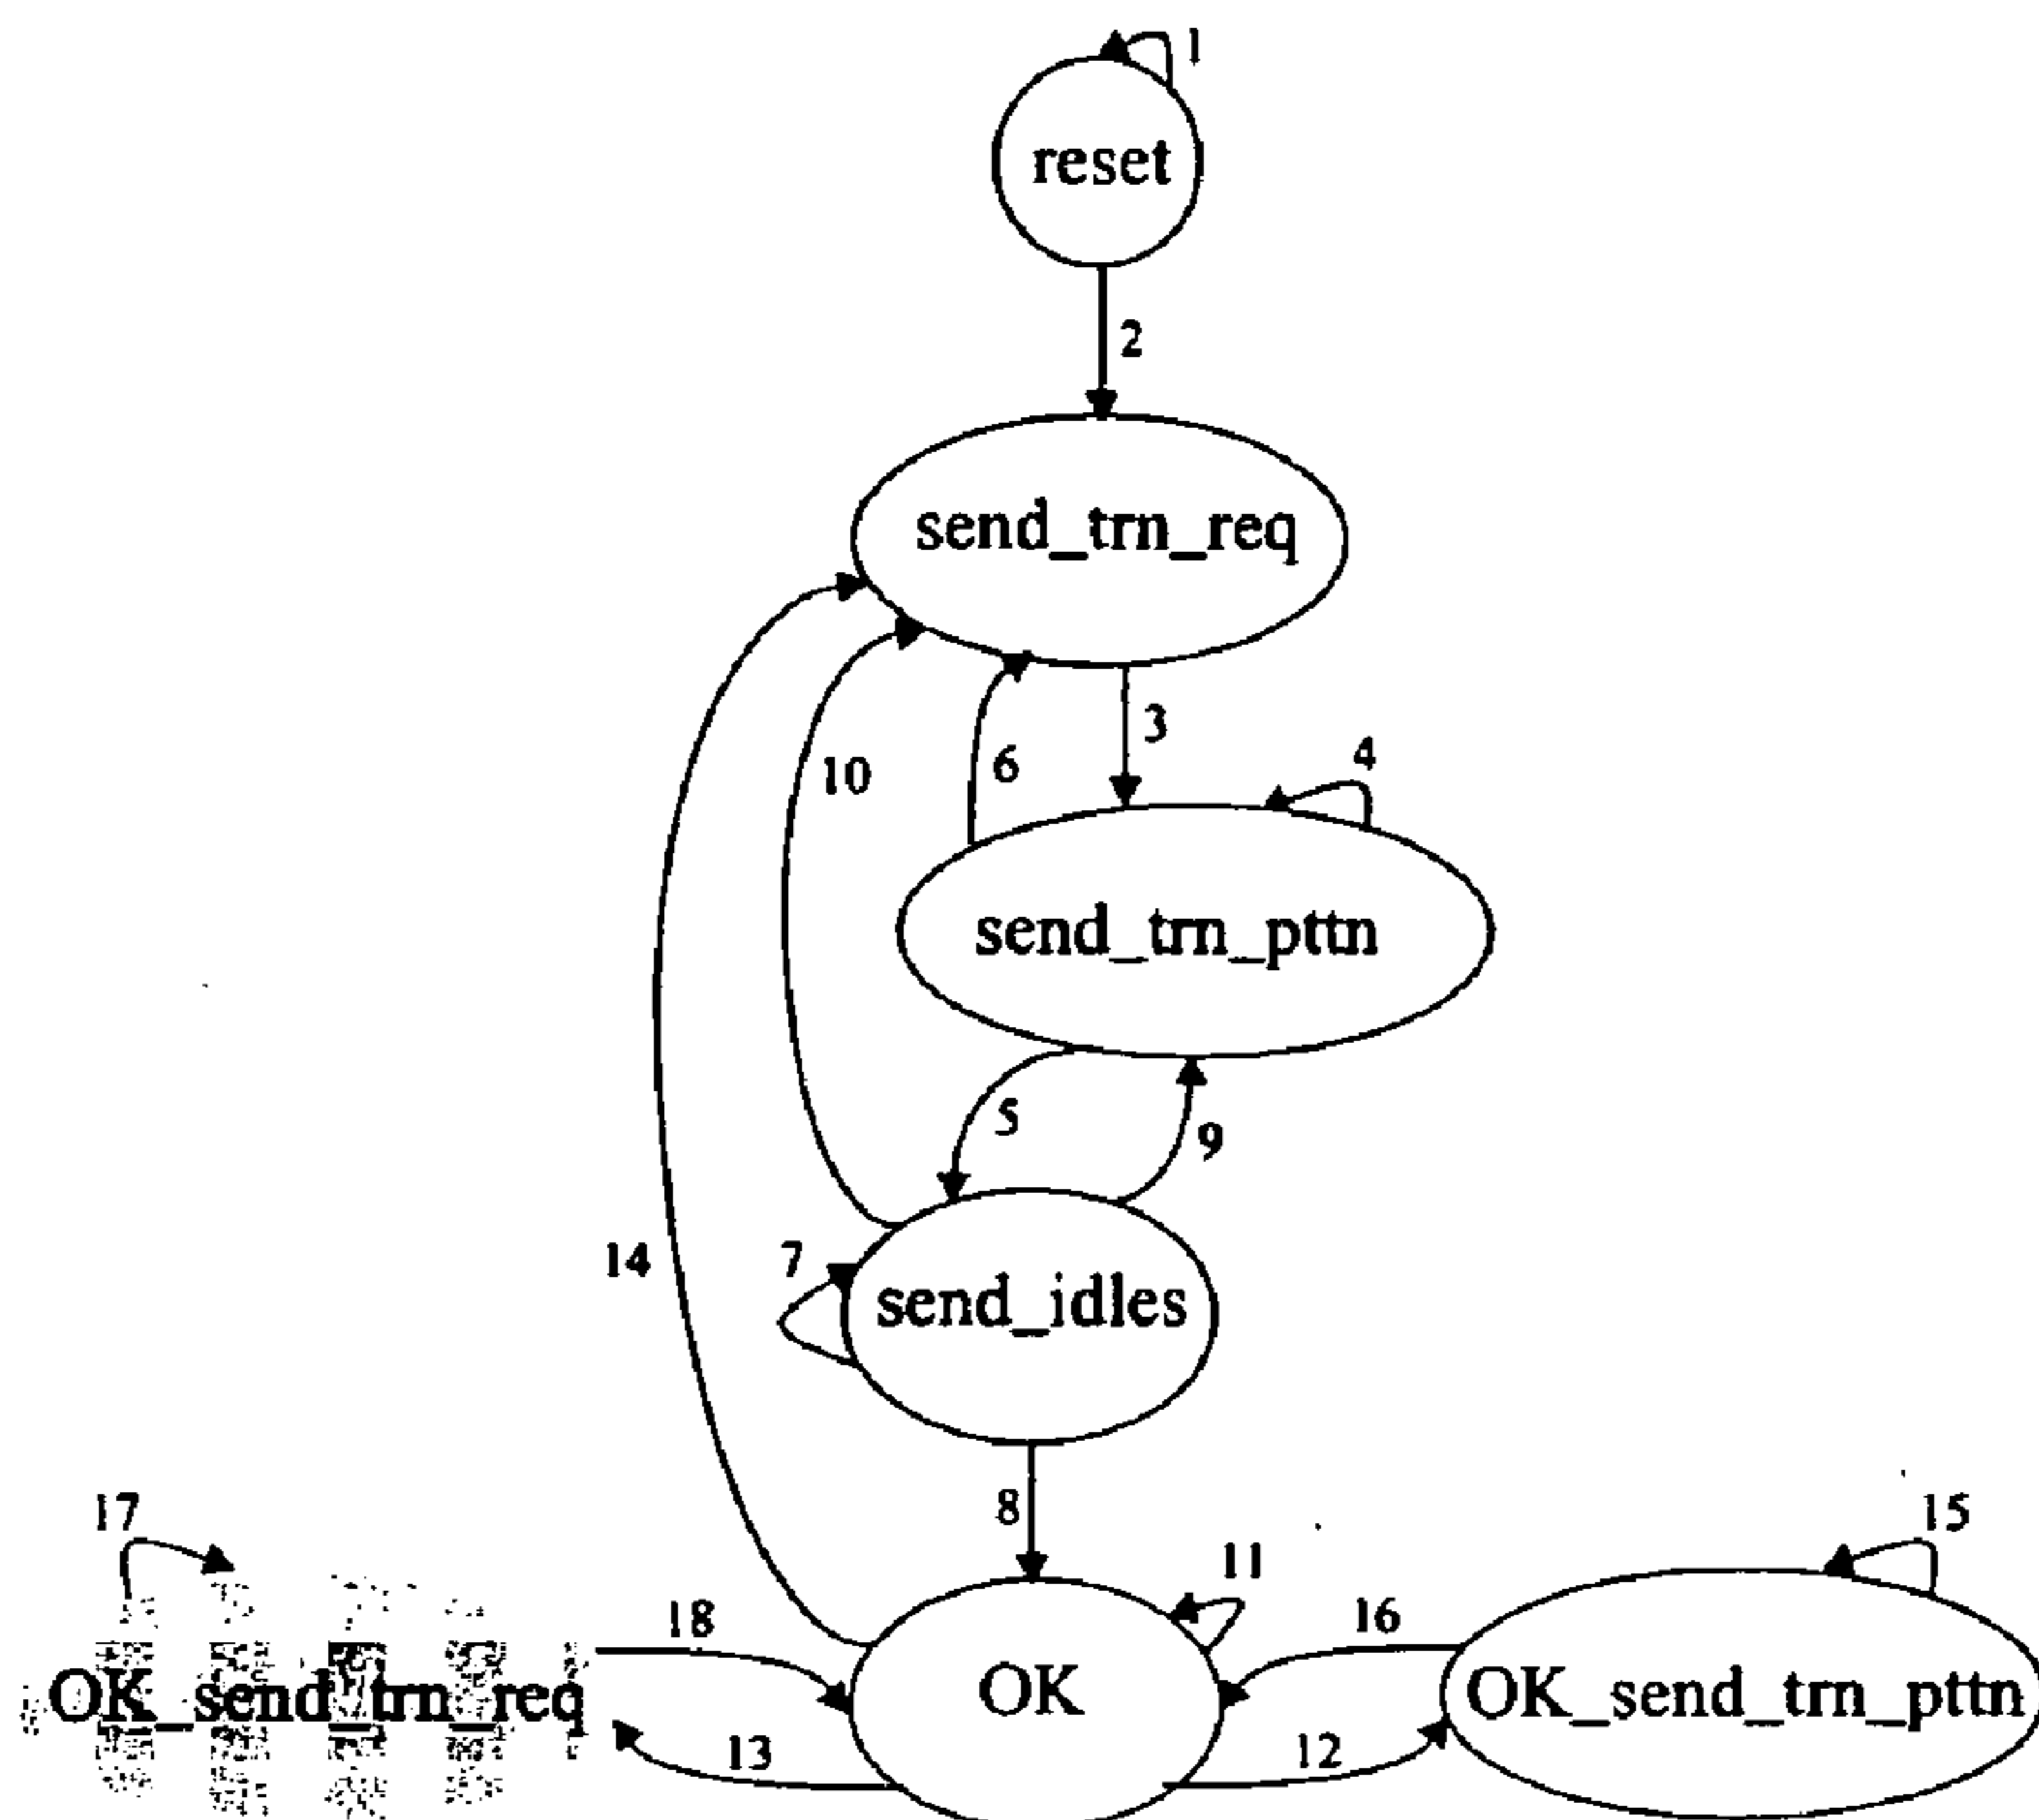 1
reset
2
send_trn_req
3
4
6
10
send_trn_pttn
5
9
14
7
send_idles
8
17
15
11
18
16
OK_send_trn_req
OK
OK_send_trn_pttn
13
12